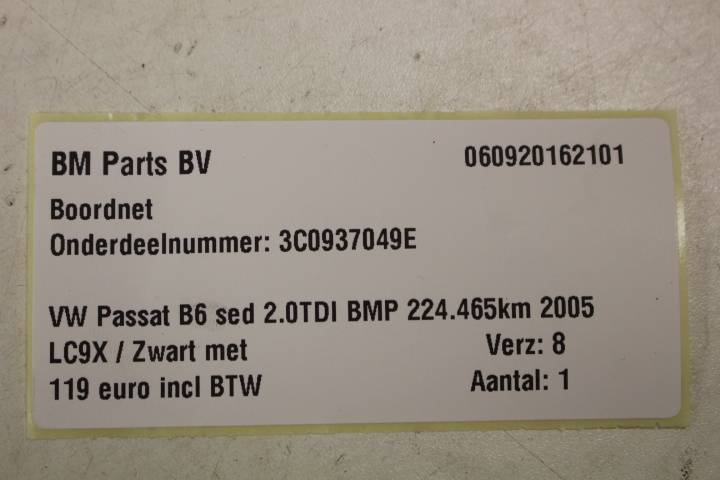 BM Parts BV 060920162101
Boordnet
Onderdeelnummer: 3C0937049E
VW Passat B6 sed 2.0TDI BMP 224.465km 2005
LC9X / Zwart met Verz: 8
119 euro incl BTW Aantal: 1